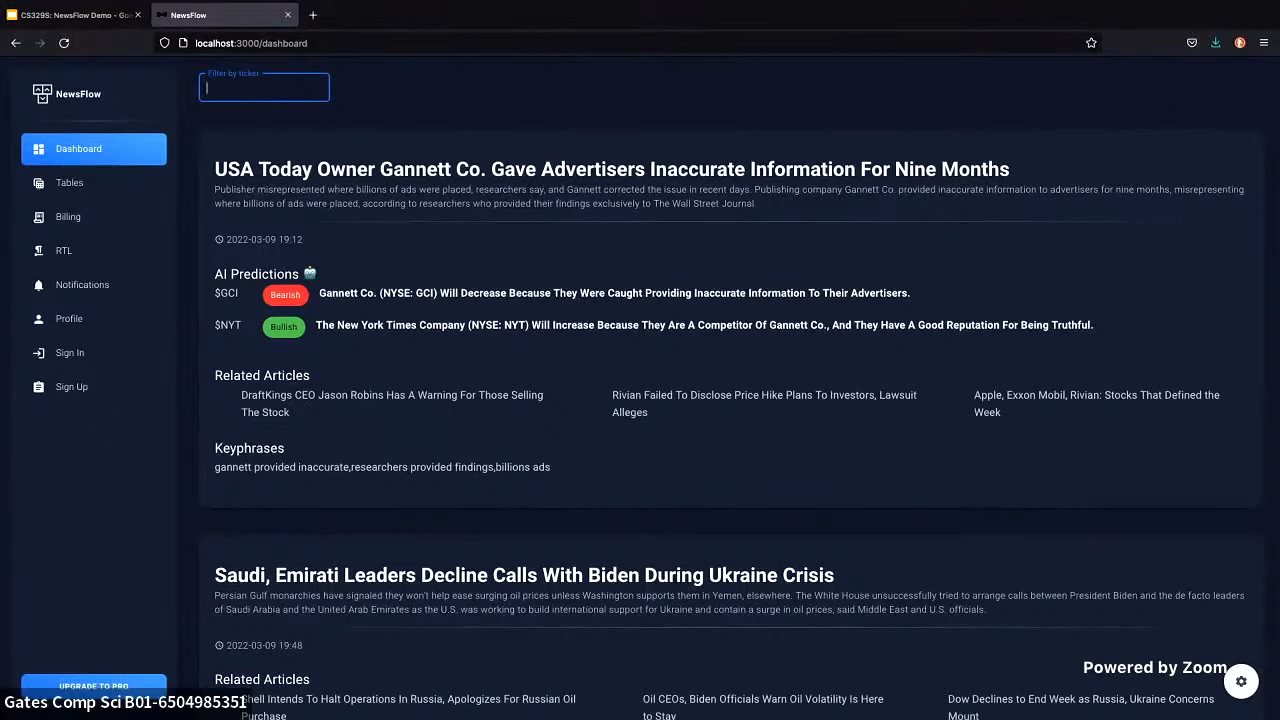 CS329S: NewsFlow Demo - Goo
NewsFlow
localhost:3000/dashboard
NewsFlow
Dashboard
Tables
Billing
RTL
Notifications
Profile
Sign In
Sign Up
UPGRADE TO PRO
Filter by ticker
USA Today Owner Gannett Co. Gave Advertisers Inaccurate Information For Nine Months
Publisher misrepresented where billions of ads were placed, researchers say, and Gannett corrected the issue in recent days. Publishing company Gannett Co. provided inaccurate information to advertisers for nine months, misrepresenting
where billions of ads were placed, according to researchers who provided their findings exclusively to The Wall Street Journal.
2022-03-09 19:12
AI Predictions
$GCI Bearish Gannett Co. (NYSE: GCI) Will Decrease Because They Were Caught Providing Inaccurate Information To Their Advertisers.
$NYT Bullish The New York Times Company (NYSE: NYT) Will Increase Because They Are A Competitor Of Gannett Co., And They Have A Good Reputation For Being Truthful.
Related Articles
DraftKings CEO Jason Robins Has A Warning For Those Selling
The Stock
Rivian Failed To Disclose Price Hike Plans To Investors, Lawsuit
Alleges
Apple, Exxon Mobil, Rivian: Stocks That Defined the
Week
Keyphrases
gannett provided inaccurate,researchers provided findings,billions ads
Saudi, Emirati Leaders Decline Calls With Biden During Ukraine Crisis
Persian Gulf monarchies have signaled they won't help ease surging oil prices unless Washington supports them in Yemen, elsewhere. The White House unsuccessfully tried to arrange calls between President Biden and the de facto leaders
of Saudi Arabia and the United Arab Emirates as the U.S. was working to build international support for Ukraine and contain a surge in oil prices, said Middle East and U.S. officials.
2022-03-09 19:48
Related Articles
Shell Intends To Halt Operations In Russia, Apologizes For Russian Oil
Purchase
Oil CEOs, Biden Officials Warn Oil Volatility Is Here
to Stay
Dow Declines to End Week as Russia, Ukraine Concerns
Mount
Powered by Zoom
Gates Comp Sci B01-6504985351